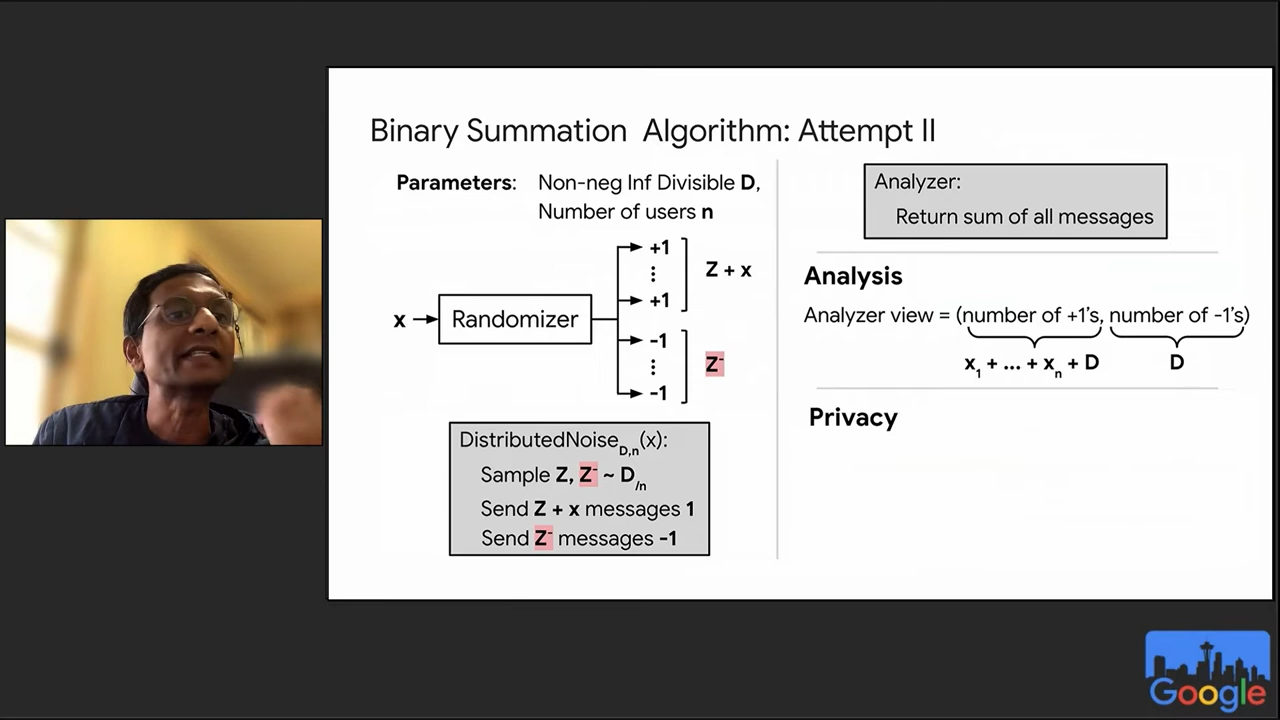 Binary Summation Algorithm: Attempt II
Parameters: Non-neg Inf Divisible D,
Number of users n
x
Randomizer
+1
⋮
+1
Z + x
-1
⋮
-1
Z⁻
DistributedNoise_D,n(x):
Sample Z, Z⁻ ~ D_/n
Send Z + x messages 1
Send Z⁻ messages -1
Analyzer:
Return sum of all messages
Analysis
Analyzer view = (number of +1's, number of -1's)
x₁ + ... + xₙ + D
D
Privacy
Google